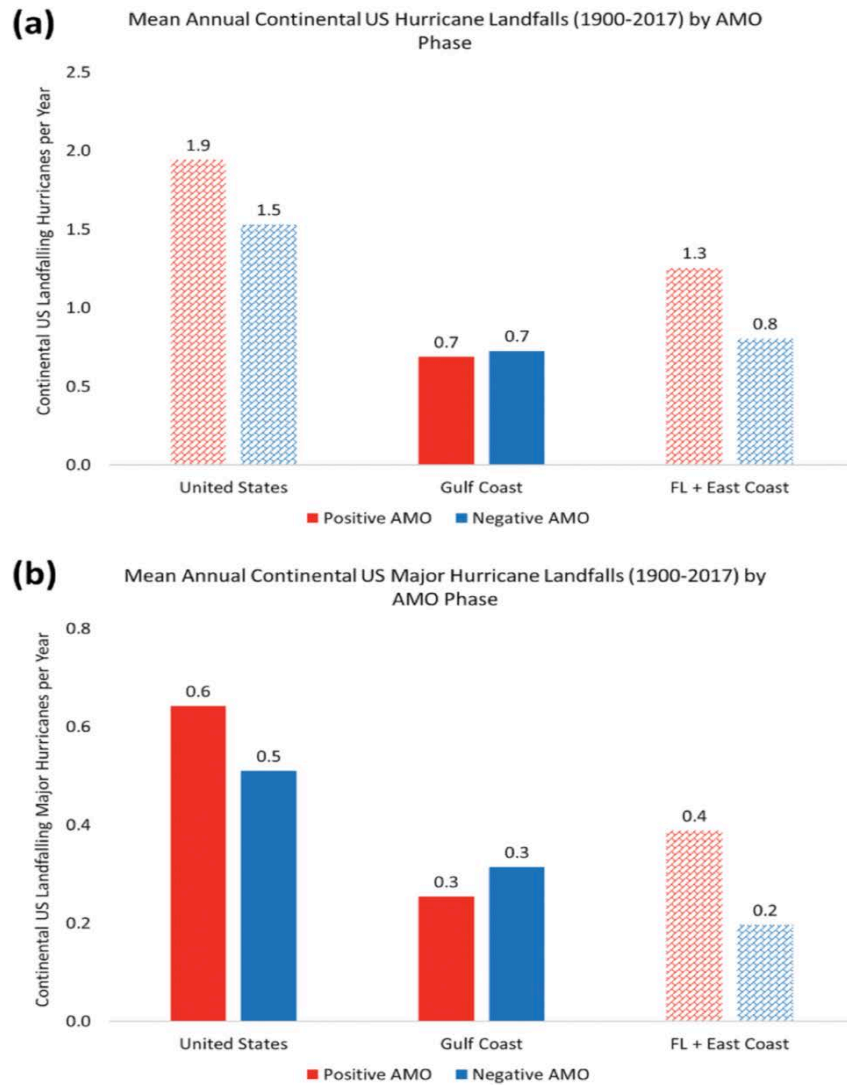 (a)
Mean Annual Continental US Hurricane Landfalls (1900-2017) by AMO
Phase
Continental US Landfalling Hurricanes per Year
2.5
2.0
1.5
1.0
0.5
0.0
1.9
1.5
0.7
0.7
1.3
0.8
United States
Gulf Coast
FL + East Coast
Positive AMO
Negative AMO
(b)
Mean Annual Continental US Major Hurricane Landfalls (1900-2017) by
AMO Phase
Continental US Landfalling Major Hurricanes per Year
0.8
0.6
0.4
0.2
0.0
0.6
0.5
0.3
0.3
0.4
0.2
United States
Gulf Coast
FL + East Coast
Positive AMO
Negative AMO